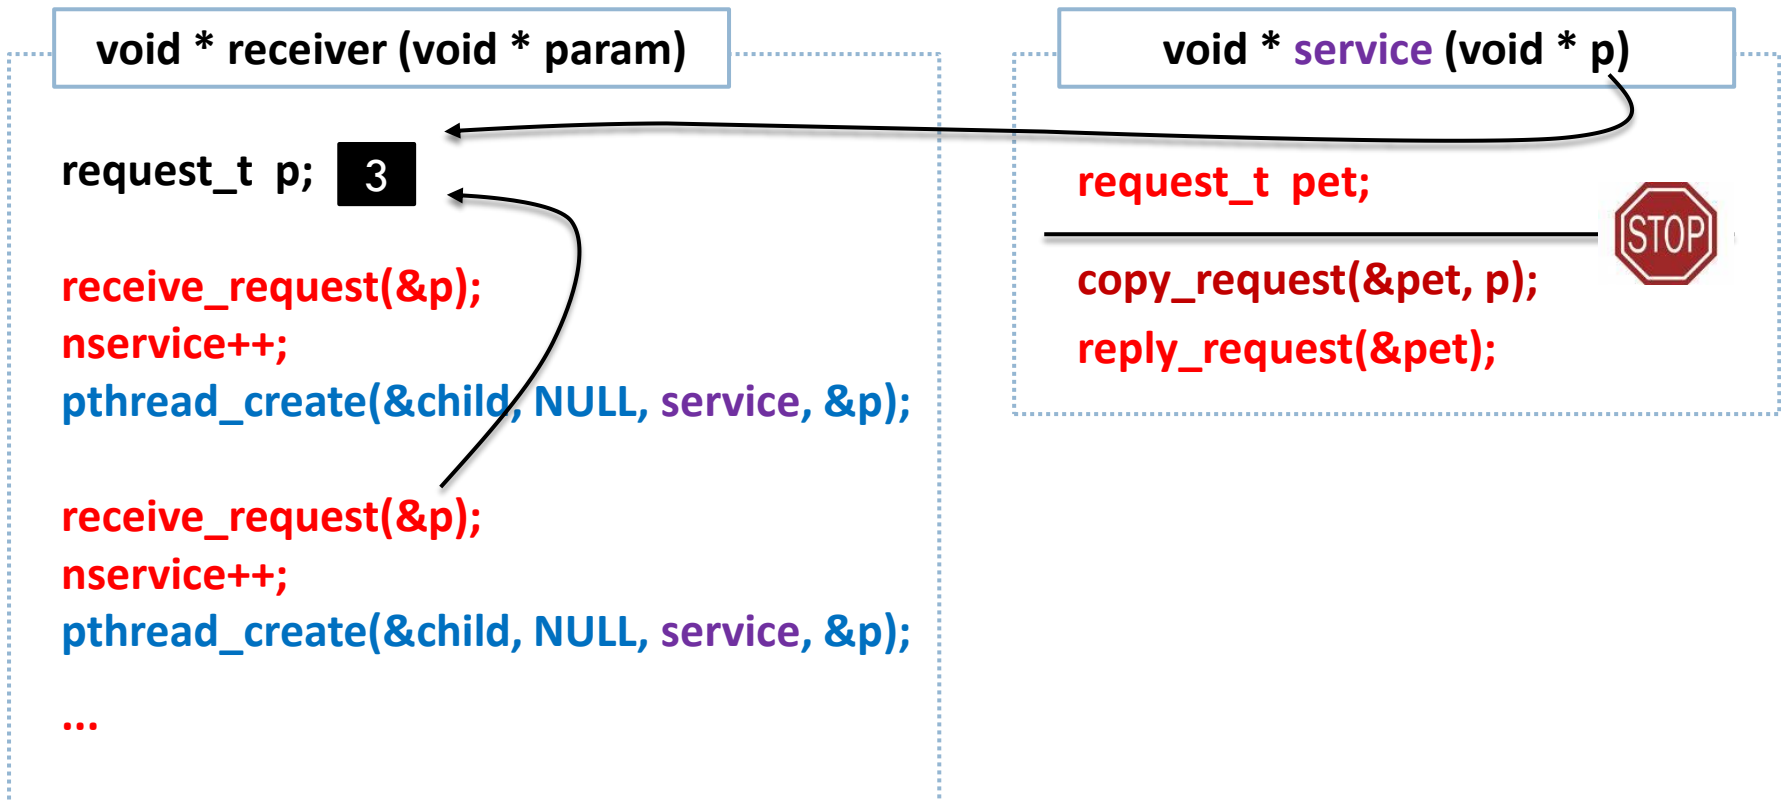 void * receiver (void * param)
request_t p; 3
receive_request(&p);
nservice++;
pthread_create(&child, NULL, service, &p);
receive_request(&p);
nservice++;
pthread_create(&child, NULL, service, &p);
...
void * service (void * p)
request_t pet;
STOP
copy_request(&pet, p);
reply_request(&pet);